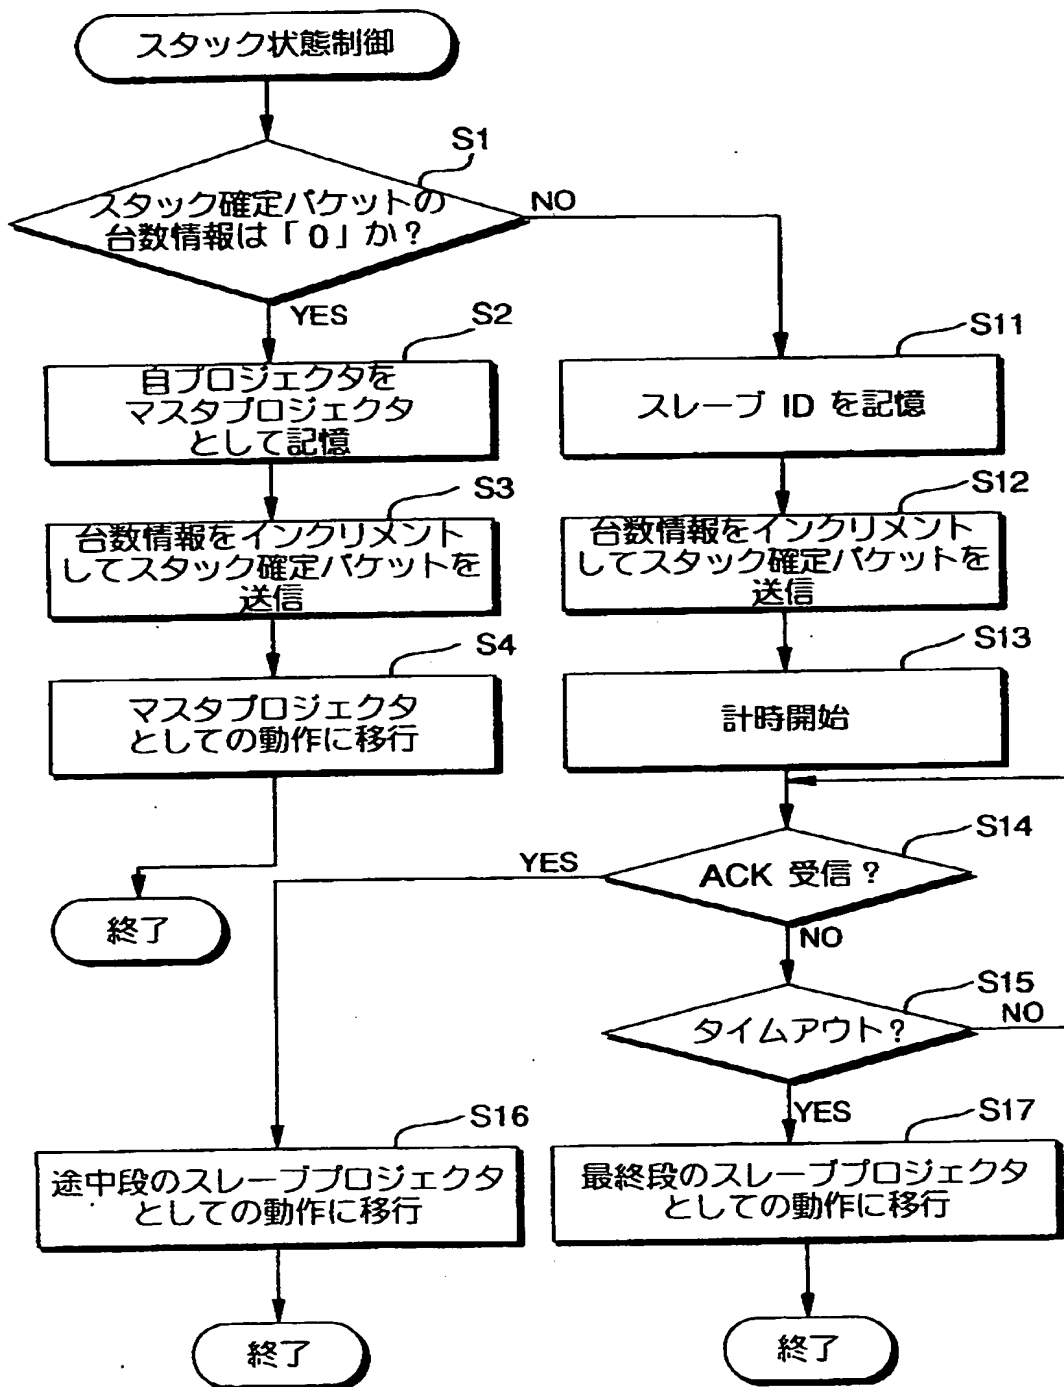 スタック状態制御
S1
スタック確定パケットの
台数情報は「0」か?
NO
YES
S2
自プロジェクタを
マスタプロジェクタ
として記憶
S3
台数情報をインクリメント
してスタック確定パケットを
送信
S4
マスタプロジェクタ
としての動作に移行
終了
S11
スレーブ ID を記憶
S12
台数情報をインクリメント
してスタック確定パケットを
送信
S13
計時開始
S14
ACK 受信?
YES
NO
S15
タイムアウト?
NO
YES
S16
途中段のスレーブプロジェクタ
としての動作に移行
終了
S17
最終段のスレーブプロジェクタ
としての動作に移行
終了